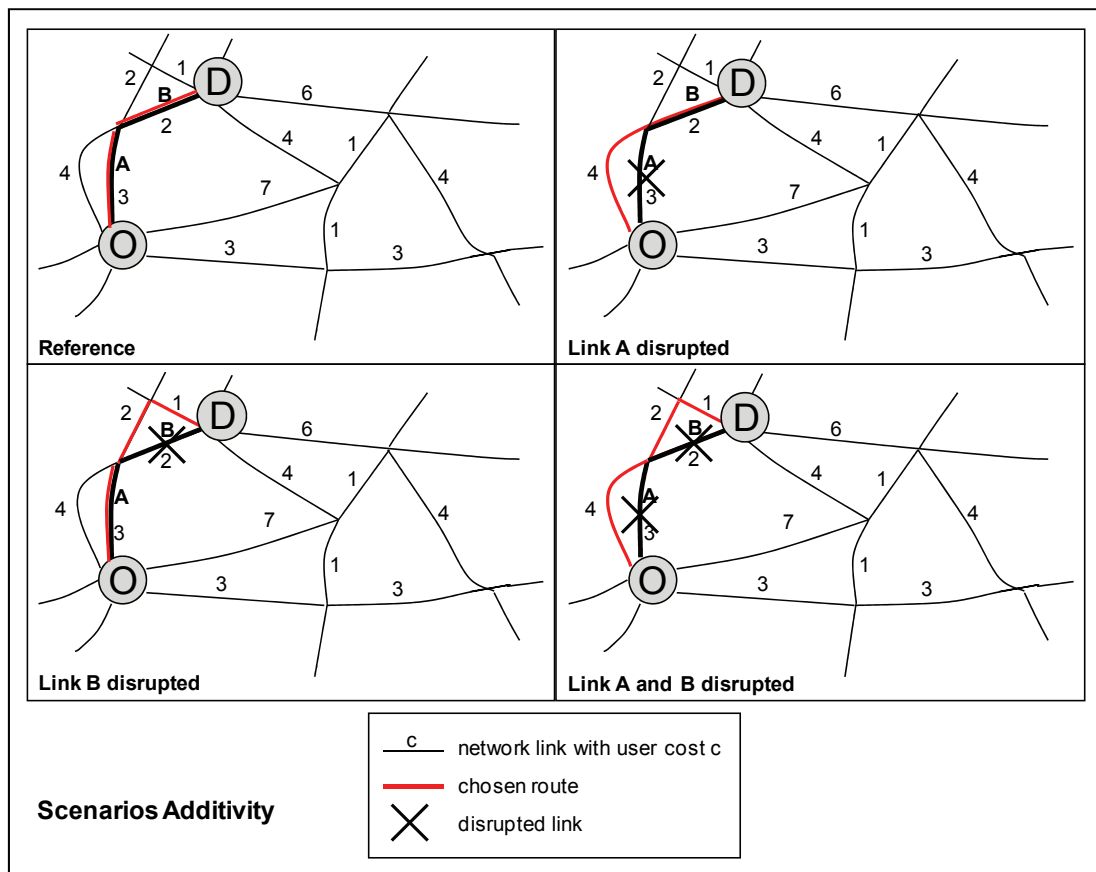 2
1
D
B
2
6
4
1
4
A
3
4
7
O
3
1
3
Reference
2
1
D
B
2
6
4
1
4
A
3
4
7
O
3
1
3
Link A disrupted
2
1
D
B
2
6
4
1
4
A
3
4
7
O
3
1
3
Link B disrupted
2
1
D
B
2
6
4
1
4
A
3
4
7
O
3
1
3
Link A and B disrupted
Scenarios Additivity
c
network link with user cost c
chosen route
disrupted link